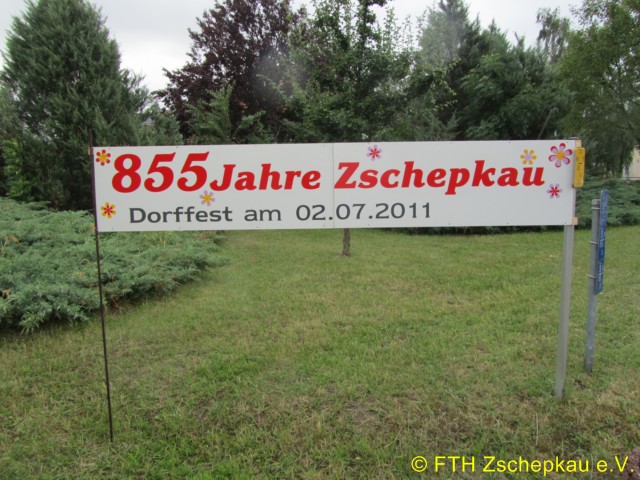 855 Jahre Zschepkau
Dorffest am 02.07.2011
© FTH Zschepkau e.V.